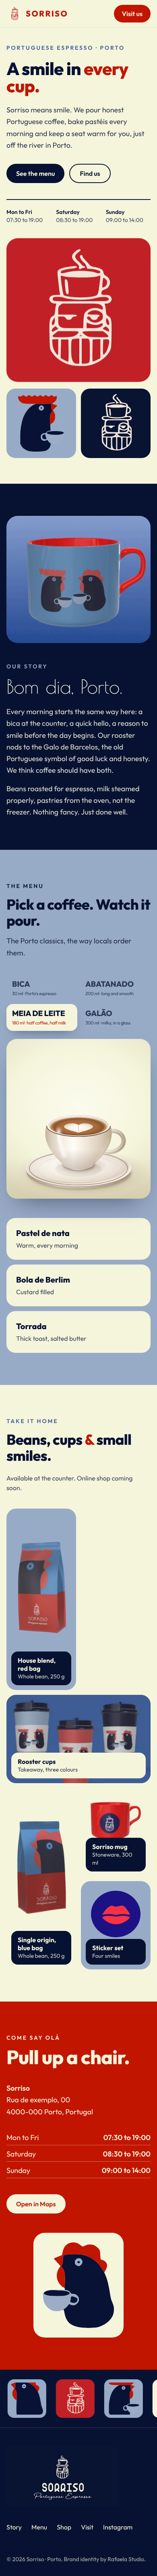 SORRISO
Visit us
PORTUGUESE ESPRESSO · PORTO
A smile in every
cup.
Sorriso means smile. We pour honest
Portuguese coffee, bake pastéis every
morning and keep a seat warm for you, just
off the river in Porto.
See the menu
Find us
Mon to Fri
07:30 to 19:00
Saturday
08:30 to 19:00
Sunday
09:00 to 14:00
OUR STORY
Bom dia, Porto.
Every morning starts the same way here: a
bica at the counter, a quick hello, a reason to
smile before the day begins. Our rooster
nods to the Galo de Barcelos, the old
Portuguese symbol of good luck and honesty.
We think coffee should have both.
Beans roasted for espresso, milk steamed
properly, pastries from the oven, not the
freezer. Nothing fancy. Just done well.
THE MENU
Pick a coffee. Watch it
pour.
The Porto classics, the way locals order
them.
BICA
30 ml · Porto's espresso
ABATANADO
200 ml · long and smooth
MEIA DE LEITE
180 ml · half coffee, half milk
GALÃO
200 ml · milky, in a glass
Pastel de nata
Warm, every morning
Bola de Berlim
Custard filled
Torrada
Thick toast, salted butter
TAKE IT HOME
Beans, cups & small
smiles.
Available at the counter. Online shop coming
soon.
SORRISO
House blend,
red bag
Whole bean, 250 g
Rooster cups
Takeaway, three colours
SORRISO
Single origin,
blue bag
Whole bean, 250 g
Sorriso mug
Stoneware, 300
ml
Sticker set
Four smiles
COME SAY OLÁ
Pull up a chair.
Sorriso
Rua de exemplo, 00
4000-000 Porto, Portugal
Mon to Fri
07:30 to 19:00
Saturday
08:30 to 19:00
Sunday
09:00 to 14:00
Open in Maps
SORRISO
Portuguese Espresso
Story
Menu
Shop
Visit
Instagram
© 2026 Sorriso · Porto. Brand identity by Rafaela Studio.